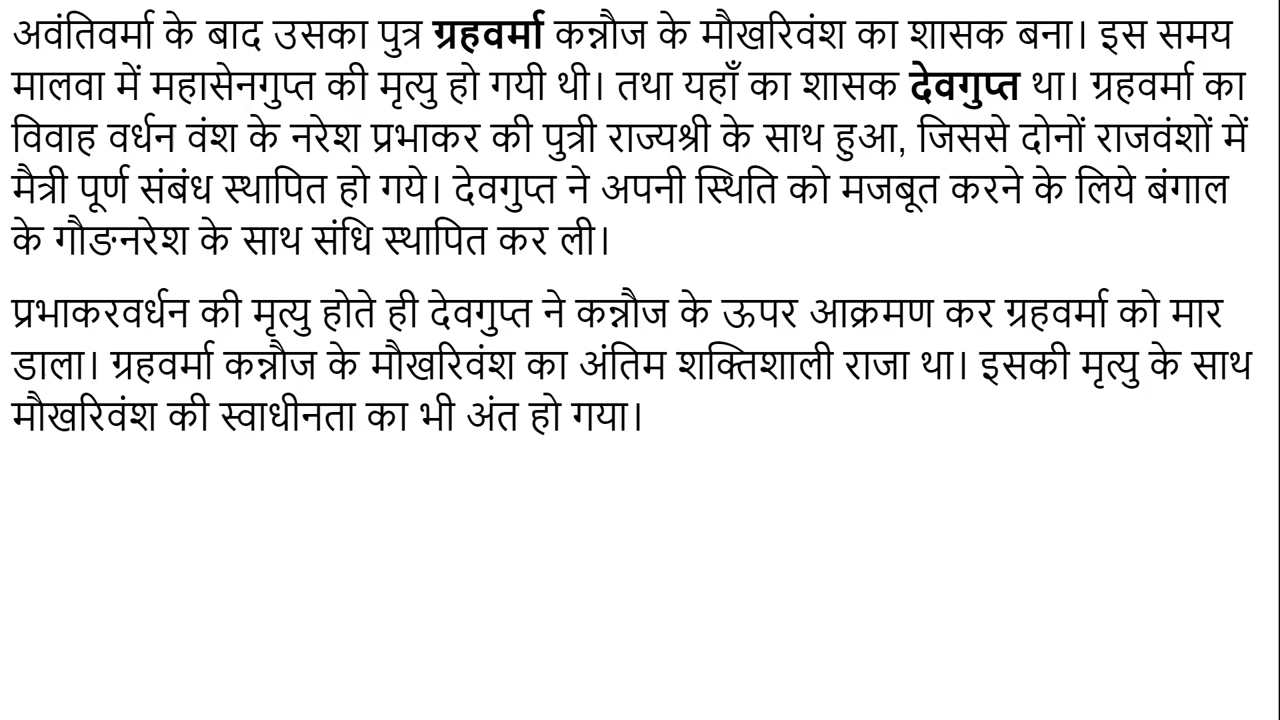 अवंतिवर्मा के बाद उसका पुत्र ग्रहवर्मा कन्नौज के मौखरिवंश का शासक बना। इस समय
मालवा में महासेनगुप्त की मृत्यु हो गयी थी। तथा यहाँ का शासक देवगुप्त था। ग्रहवर्मा का
विवाह वर्धन वंश के नरेश प्रभाकर की पुत्री राज्यश्री के साथ हुआ, जिससे दोनों राजवंशों में
मैत्री पूर्ण संबंध स्थापित हो गये। देवगुप्त ने अपनी स्थिति को मजबूत करने के लिये बंगाल
के गौङनरेश के साथ संधि स्थापित कर ली।
प्रभाकरवर्धन की मृत्यु होते ही देवगुप्त ने कन्नौज के ऊपर आक्रमण कर ग्रहवर्मा को मार
डाला। ग्रहवर्मा कन्नौज के मौखरिवंश का अंतिम शक्तिशाली राजा था। इसकी मृत्यु के साथ
मौखरिवंश की स्वाधीनता का भी अंत हो गया।